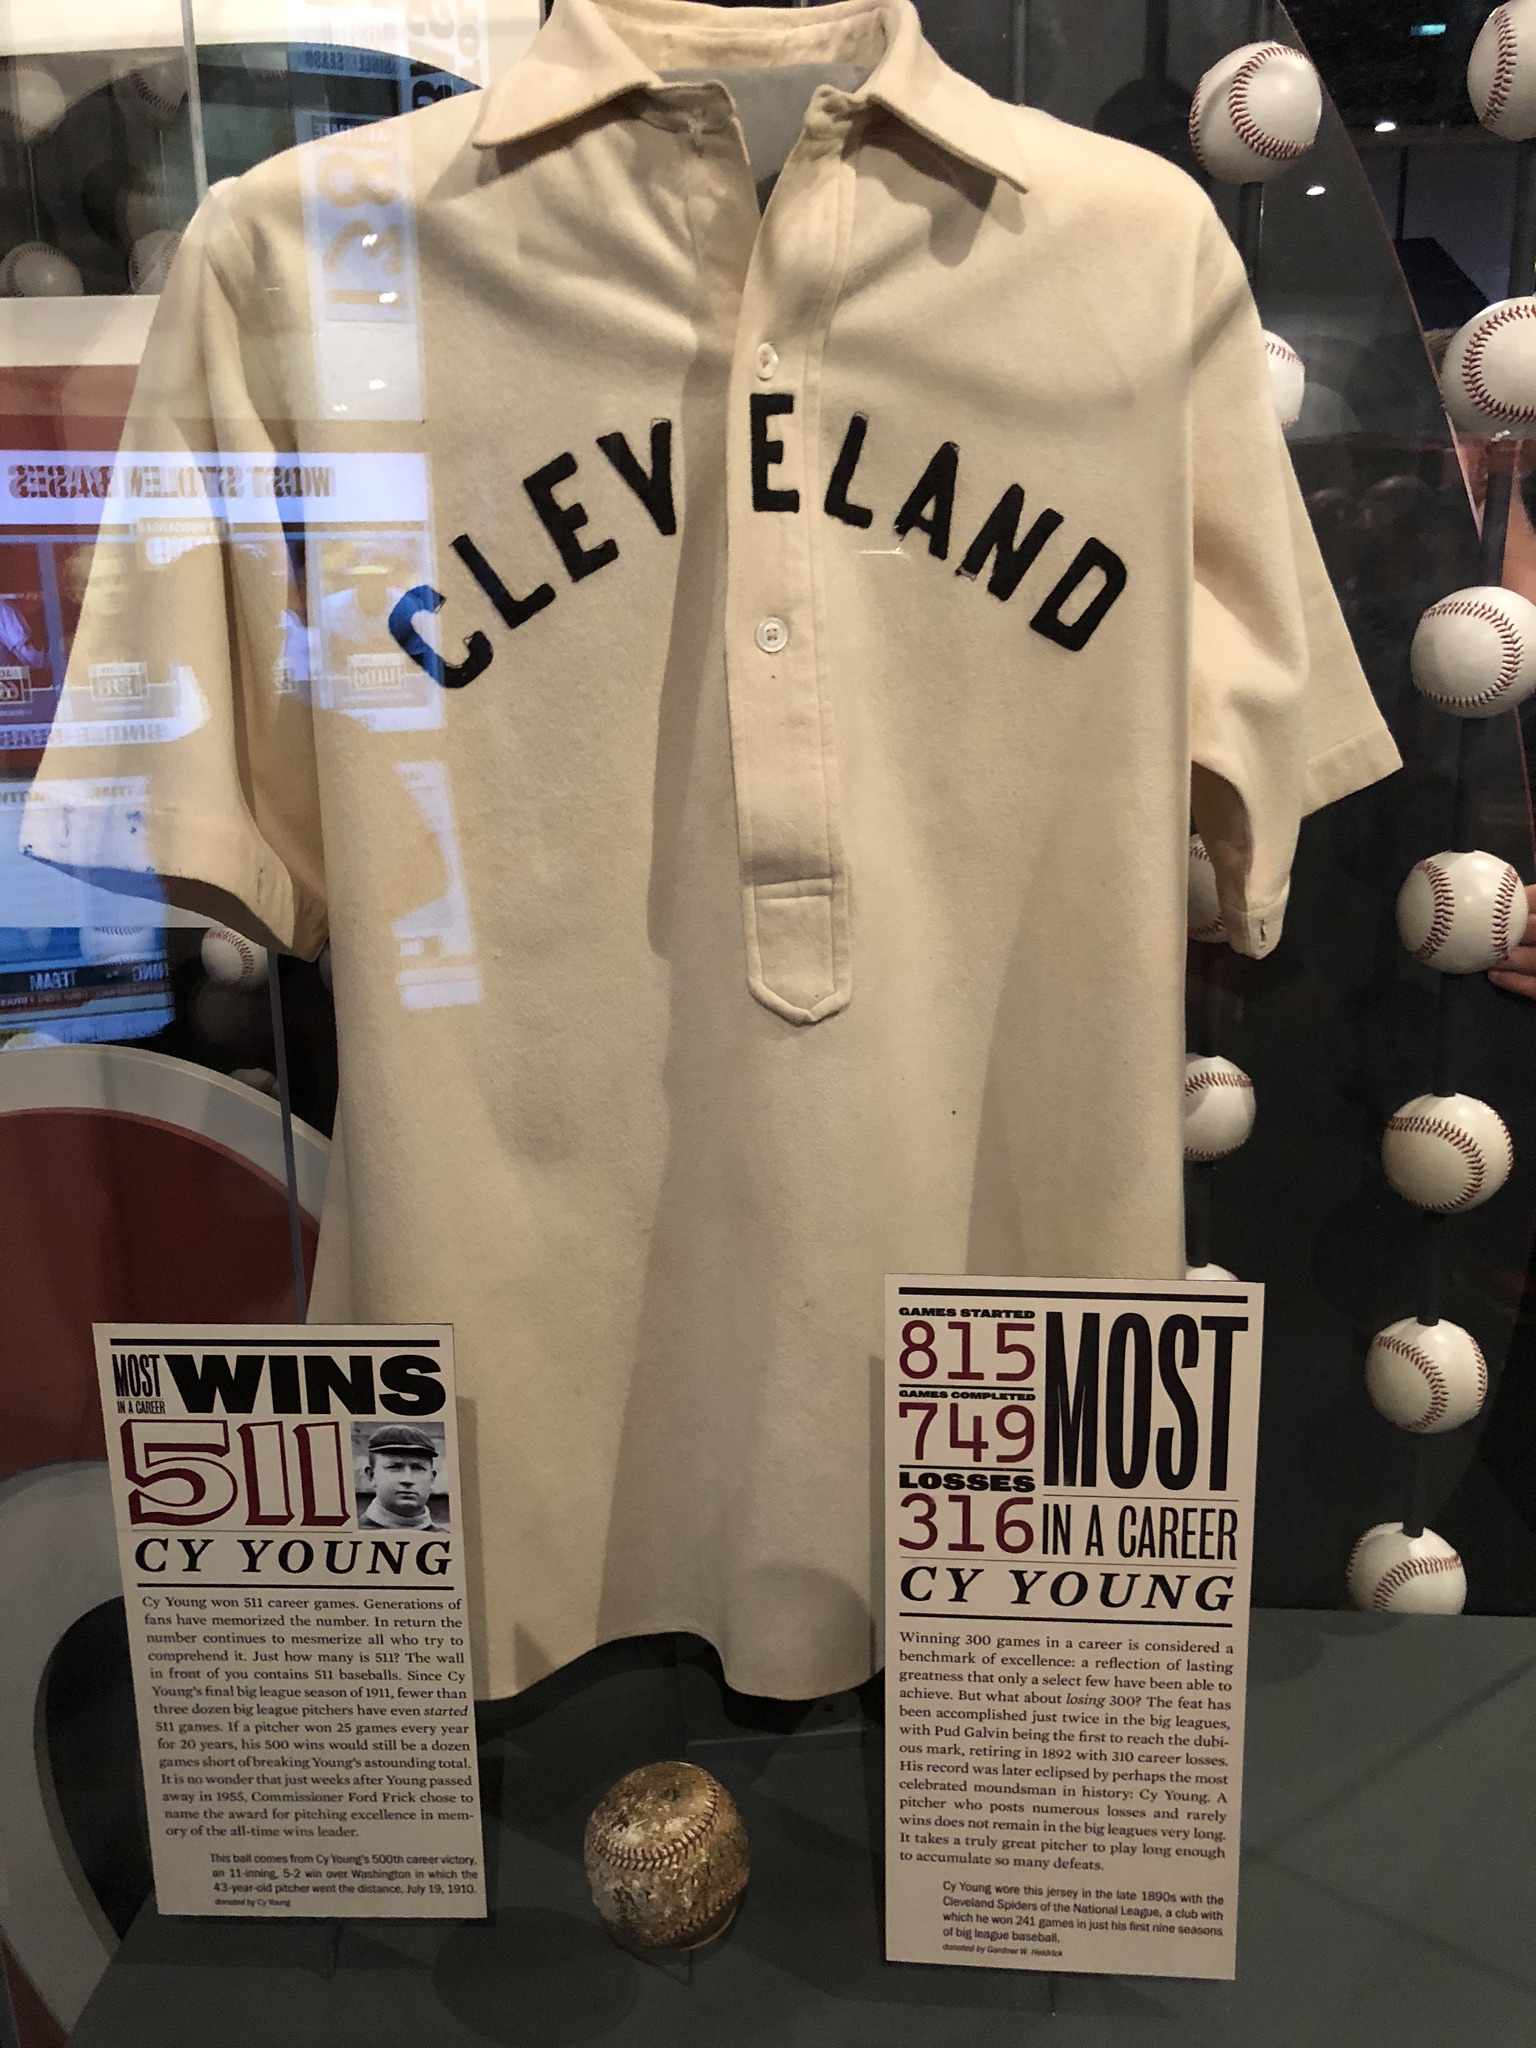 CLEVELAND
MOST STOLEN BASES
TEAM
MOST
IN A CAREER
WINS
511
CY YOUNG
Cy Young won 511 career games. Generations of
fans have memorized the number. In return the
number continues to mesmerize all who try to
comprehend it. Just how many is 511? The wall
in front of you contains 511 baseballs. Since Cy
Young's final big league season of 1911, fewer than
three dozen big league pitchers have even started
511 games. If a pitcher won 25 games every year
for 20 years, his 500 wins would still be a dozen
games short of breaking Young's astounding total.
It is no wonder that just weeks after Young passed
away in 1955, Commissioner Ford Frick chose to
name the award for pitching excellence in mem-
ory of the all-time wins leader.
This ball comes from Cy Young's 500th career victory,
an 11-inning, 5-2 win over Washington in which the
43-year-old pitcher went the distance, July 19, 1910.
donated by Cy Young
GAMES STARTED
815
GAMES COMPLETED
749
LOSSES
316
MOST
IN A CAREER
CY YOUNG
Winning 300 games in a career is considered a
benchmark of excellence: a reflection of lasting
greatness that only a select few have been able to
achieve. But what about losing 300? The feat has
been accomplished just twice in the big leagues,
with Pud Galvin being the first to reach the dubi-
ous mark, retiring in 1892 with 310 career losses.
His record was later eclipsed by perhaps the most
celebrated moundsman in history: Cy Young. A
pitcher who posts numerous losses and rarely
wins does not remain in the big leagues very long.
It takes a truly great pitcher to play long enough
to accumulate so many defeats.
Cy Young wore this jersey in the late 1890s with the
Cleveland Spiders of the National League, a club with
which he won 241 games in just his first nine seasons
of big league baseball.
donated by Gardner W. Heidrick